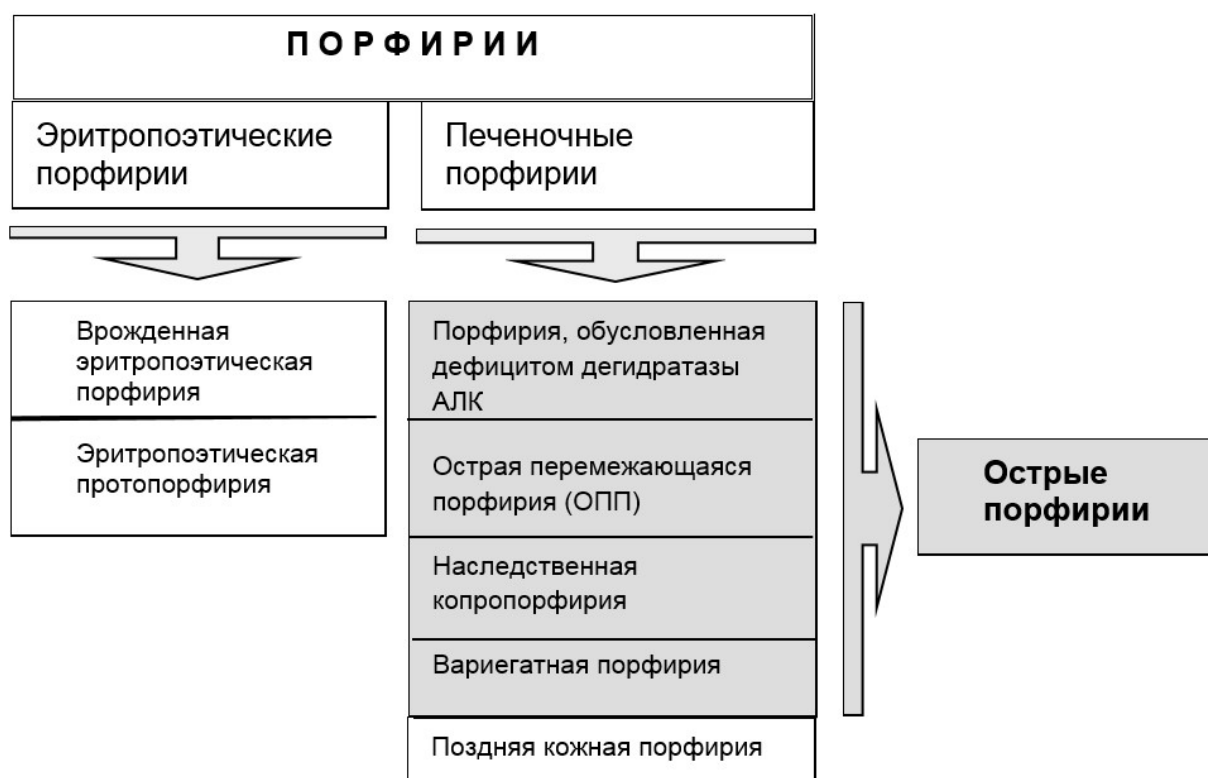 ПОРФИРИИ
Эритропоэтические
порфирии
Печеночные
порфирии
Врожденная
эритропоэтическая
порфирия
Эритропоэтическая
протопорфирия
Порфирия, обусловленная
дефицитом дегидратазы
АЛК
Острая перемежающаяся
порфирия (ОПП)
Наследственная
копропорфирия
Вариегатная порфирия
Поздняя кожная порфирия
Острые
порфирии